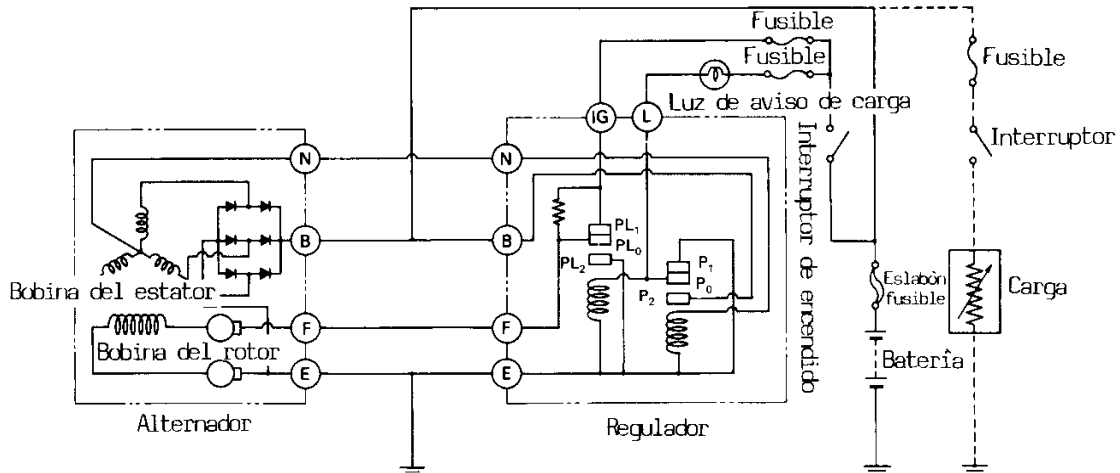 Fusible
Fusible
Fusible
Luz de aviso de carga
IG
L
Interruptor
Interruptor de encendido
N
N
B
B
PL1
PL0
PL2
P1
P0
P2
Bobina del estator
Eslabòn
fusible
Carga
F
F
Bobina del rotor
E
E
Batería
Alternador
Regulador